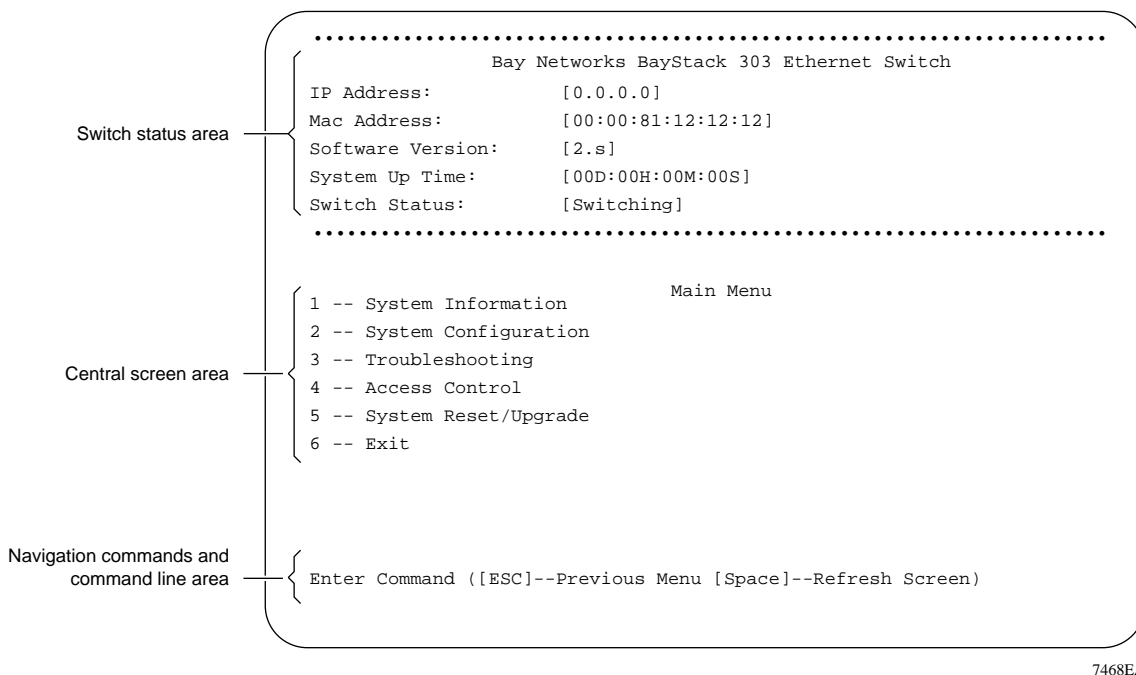 Bay Networks BayStack 303 Ethernet Switch
IP Address: [0.0.0.0]
Mac Address: [00:00:81:12:12:12]
Switch status area
Software Version: [2.s]
System Up Time: [00D:00H:00M:00S]
Switch Status: [Switching]
Main Menu
1 -- System Information
2 -- System Configuration
3 -- Troubleshooting
Central screen area
4 -- Access Control
5 -- System Reset/Upgrade
6 -- Exit
Navigation commands and
command line area
Enter Command ([ESC]--Previous Menu [Space]--Refresh Screen)